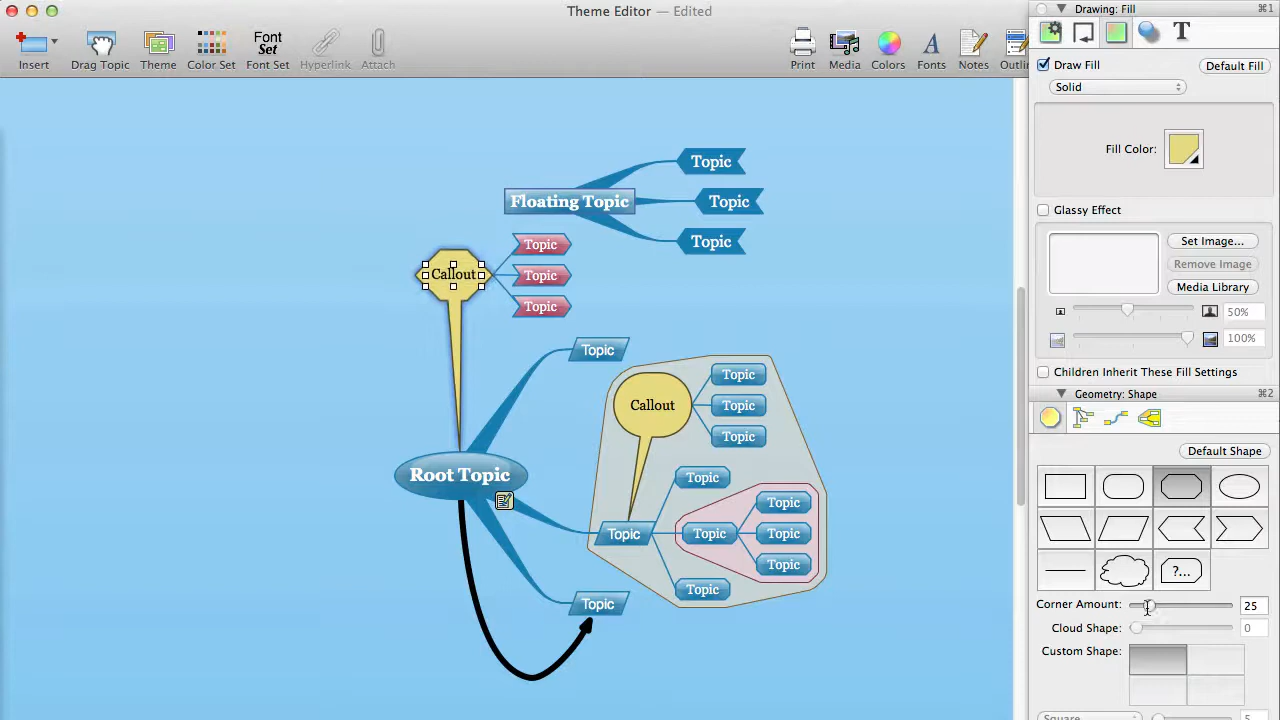 Theme Editor — Edited
Drawing: Fill
⌘1
Insert
Drag Topic
Theme
Color Set
Font
Set
Font Set
Hyperlink
Attach
Print
Media
Colors
Fonts
Notes
Outlin
T
Draw Fill
Default Fill
Solid
Fill Color:
Glassy Effect
Set Image...
Remove Image
Media Library
50%
100%
Children Inherit These Fill Settings
Geometry: Shape
⌘2
Default Shape
?...
Corner Amount:
25
Cloud Shape:
0
Custom Shape:
Square
5
Topic
Floating Topic
Topic
Topic
Topic
Callout
Topic
Topic
Topic
Topic
Callout
Topic
Topic
Root Topic
Topic
Topic
Topic
Topic
Topic
Topic
Topic
Topic